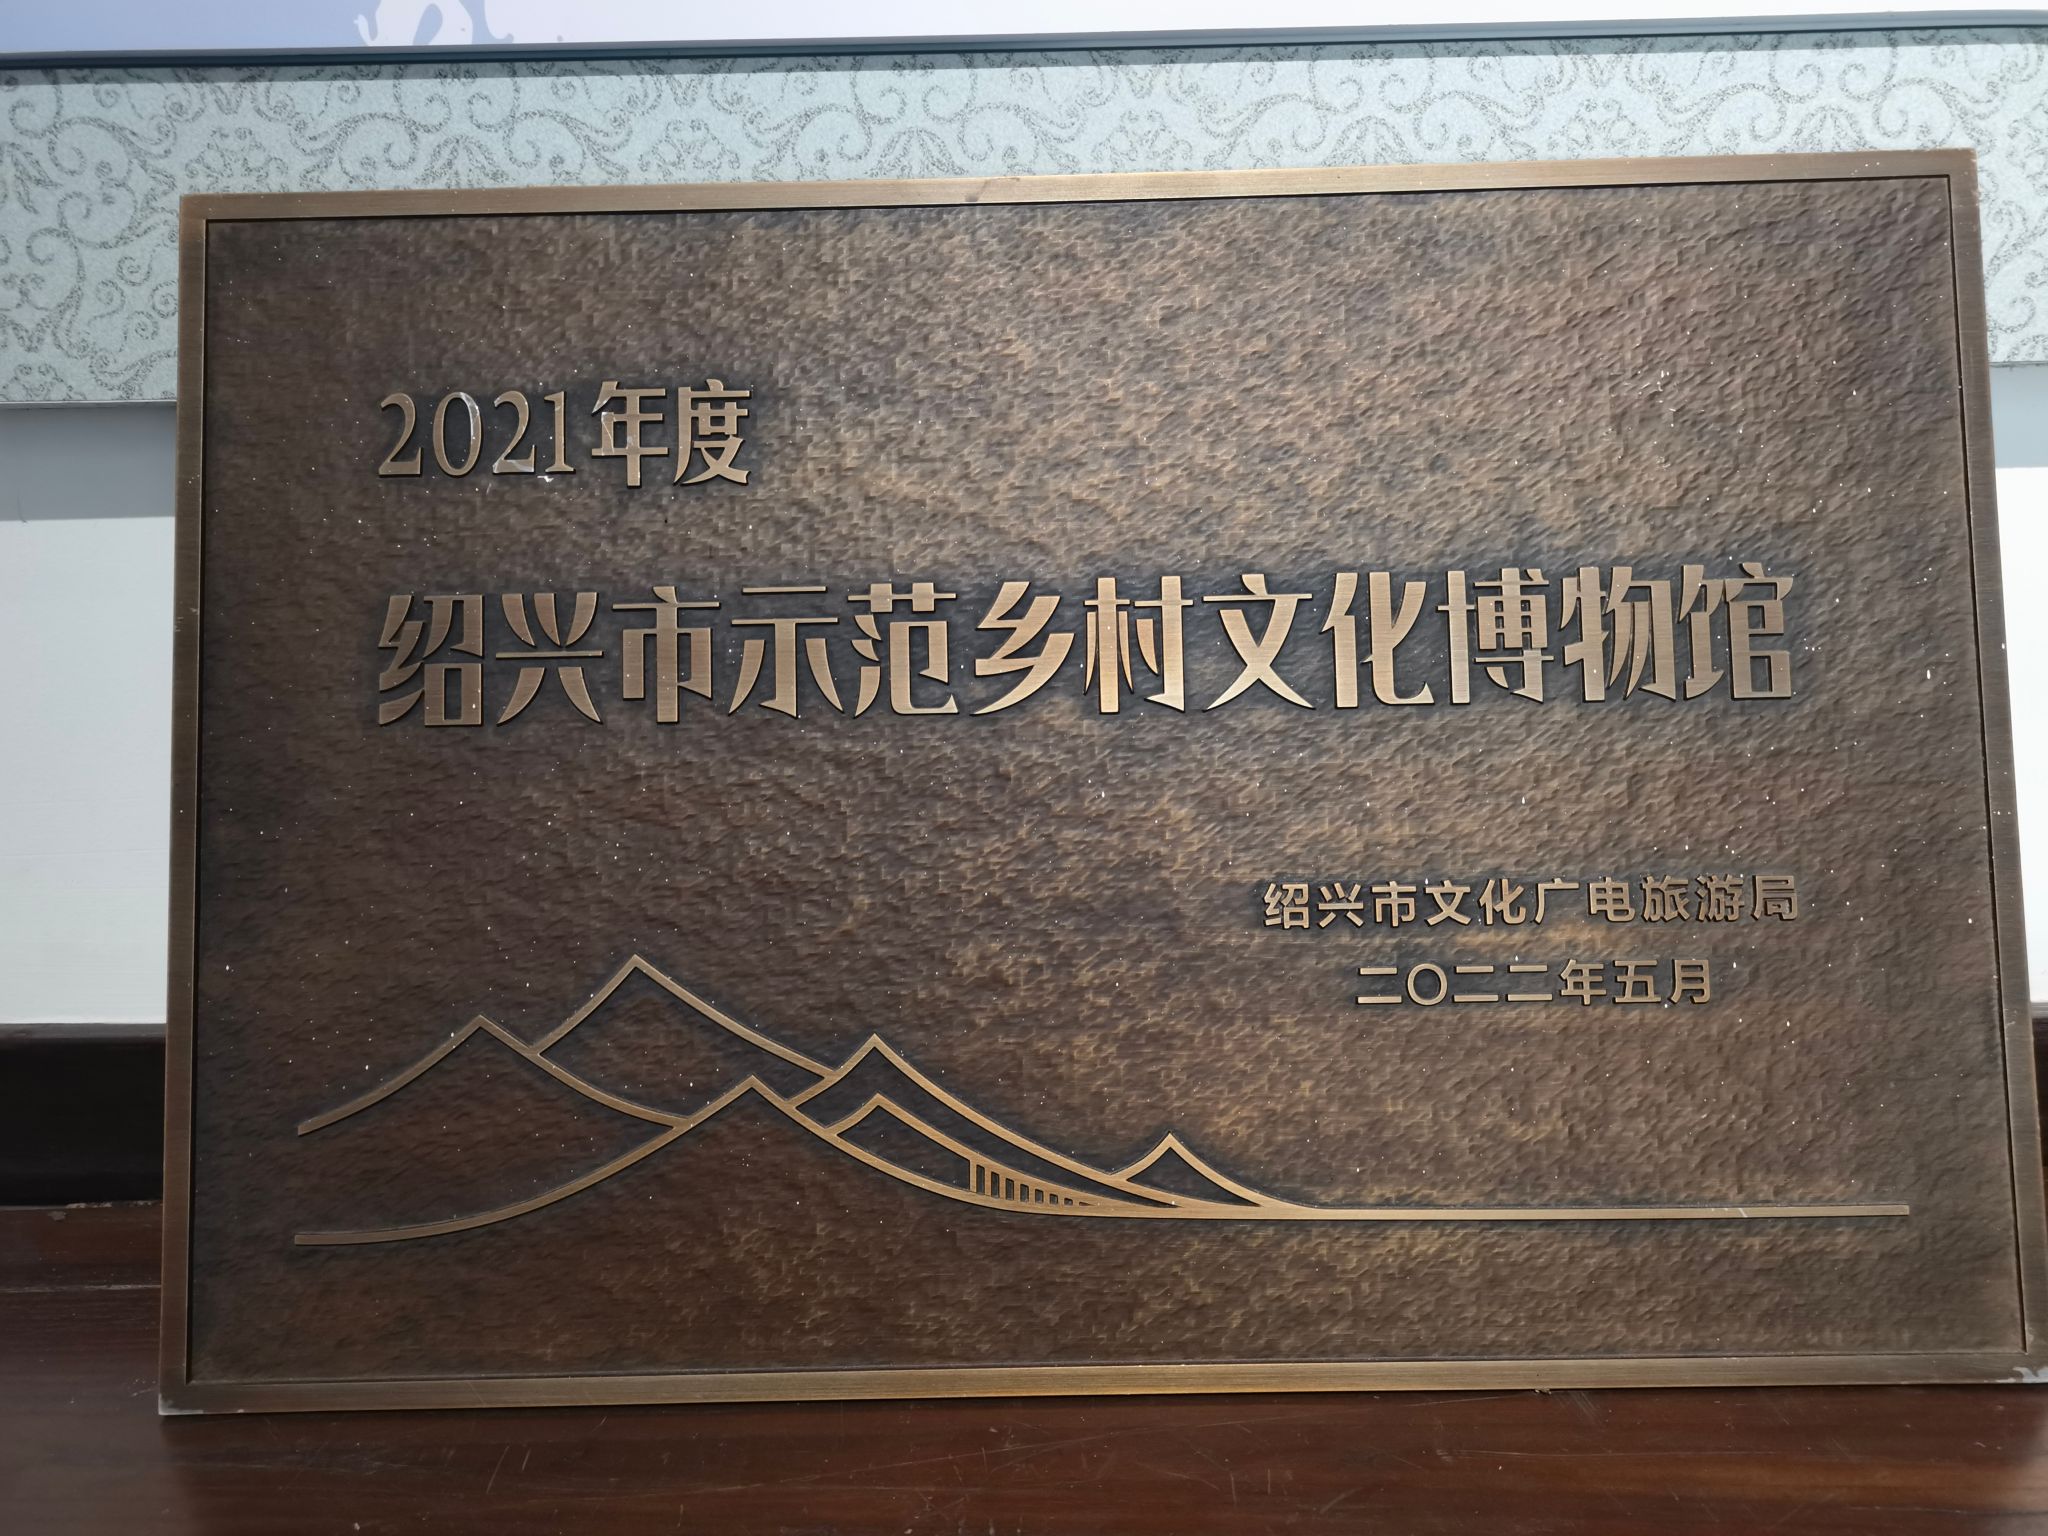 2021年度
绍兴市示范乡村文化博物馆
绍兴市文化广电旅游局
二〇二二年五月